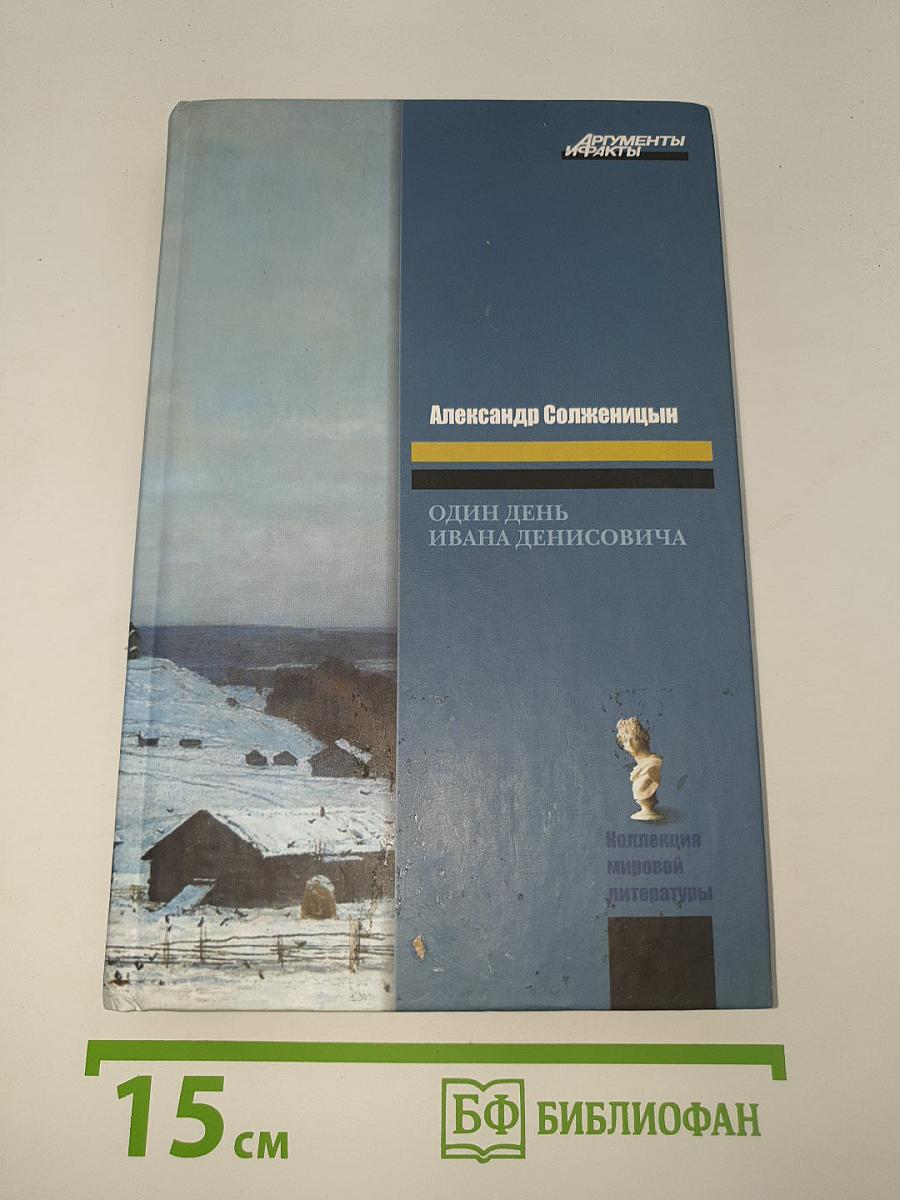 АРГУМЕНТЫ
И ФАКТЫ
Александр Солженицын
ОДИН ДЕНЬ
ИВАНА ДЕНИСОВИЧА
Коллекция
мировой
литературы
15 см
БФ БИБЛИОФАН